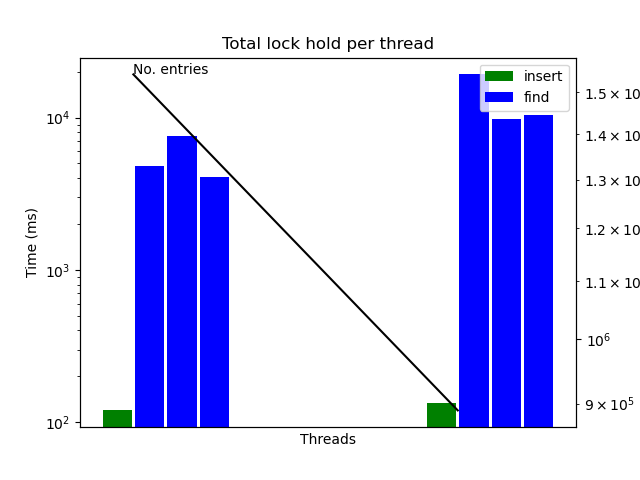 Total lock hold per thread
No. entries
insert
find
10⁴
10³
10²
Time (ms)
Threads
1.5 × 10
1.4 × 10
1.3 × 10
1.2 × 10
1.1 × 10
10⁶
9 × 10⁵